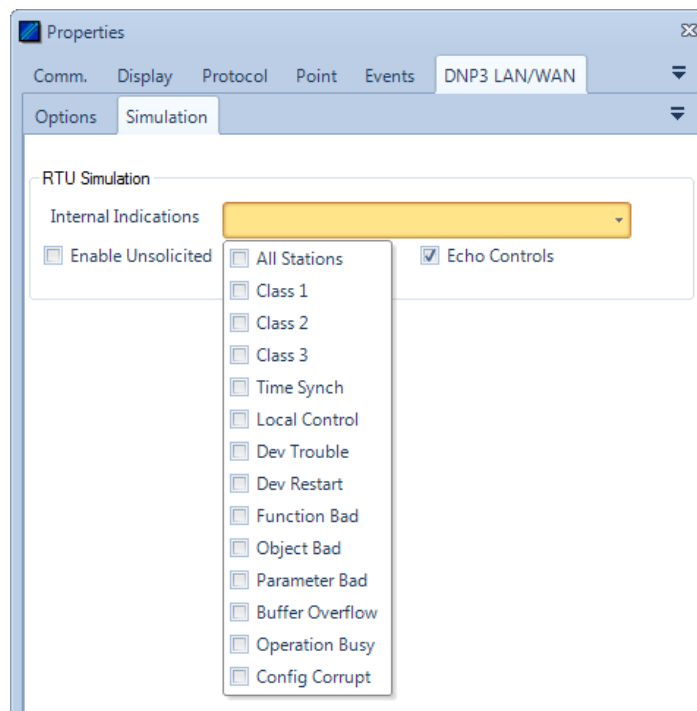 Properties
Comm. Display Protocol Point Events DNP3 LAN/WAN
Options Simulation
RTU Simulation
Internal Indications
Enable Unsolicited Echo Controls
All Stations
Class 1
Class 2
Class 3
Time Synch
Local Control
Dev Trouble
Dev Restart
Function Bad
Object Bad
Parameter Bad
Buffer Overflow
Operation Busy
Config Corrupt